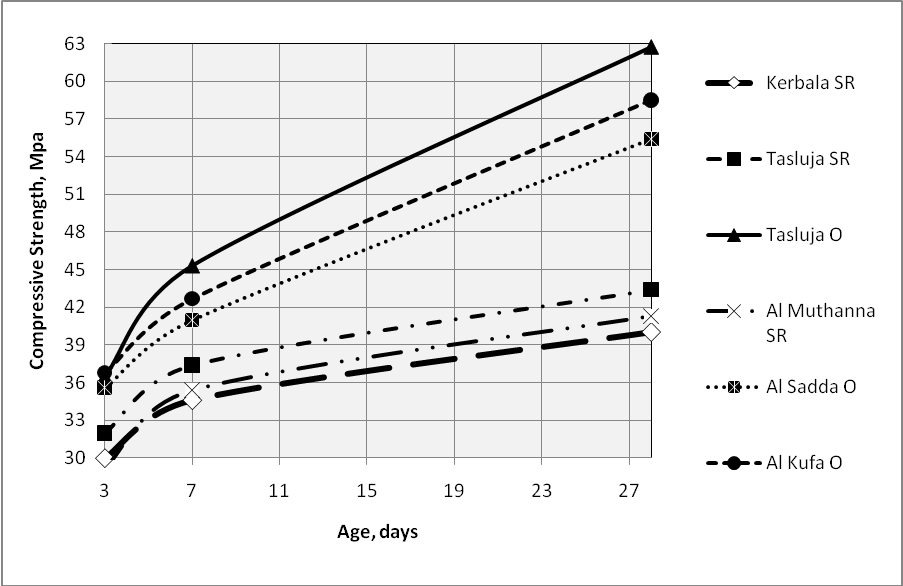 63
60
57
54
51
48
45
42
39
36
33
30
Compressive Strength, Mpa
3 7 11 15 19 23 27
Age, days
Kerbala SR
Tasluja SR
Tasluja O
Al Muthanna
SR
Al Sadda O
Al Kufa O